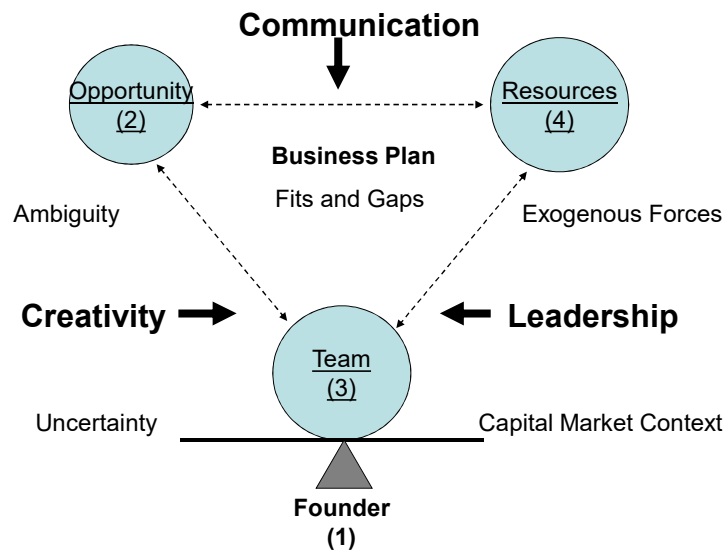 Communication
Opportunity
(2)
Resources
(4)
Business Plan
Fits and Gaps
Ambiguity
Exogenous Forces
Creativity
Leadership
Team
(3)
Uncertainty
Capital Market Context
Founder
(1)